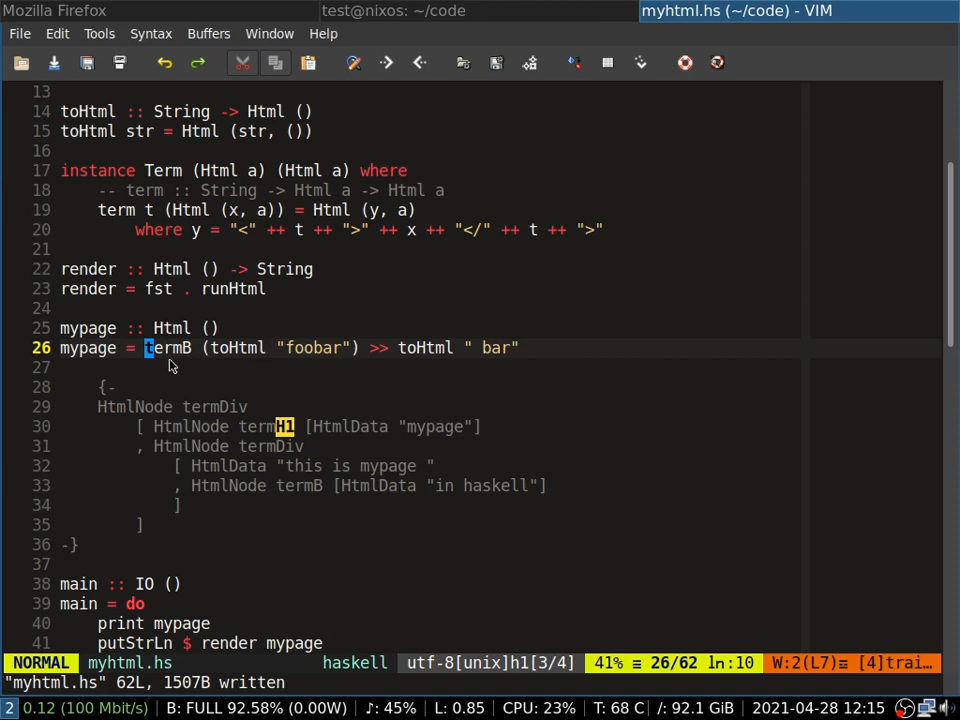 Mozilla Firefox test@nixos: ~/code myhtml.hs (~/code) - VIM
File Edit Tools Syntax Buffers Window Help
13
14 toHtml :: String -> Html ()
15 toHtml str = Html (str, ())
16
17 instance Term (Html a) (Html a) where
18     -- term :: String -> Html a -> Html a
19     term t (Html (x, a)) = Html (y, a)
20         where y = "<" ++ t ++ ">" ++ x ++ "</" ++ t ++ ">"
21
22 render :: Html () -> String
23 render = fst . runHtml
24
25 mypage :: Html ()
26 mypage = termB (toHtml "foobar") >> toHtml " bar"
27
28     {-
29     HtmlNode termDiv
30         [ HtmlNode termH1 [HtmlData "mypage"]
31         , HtmlNode termDiv
32             [ HtmlData "this is mypage "
33             , HtmlNode termB [HtmlData "in haskell"]
34             ]
35         ]
36 -}
37
38 main :: IO ()
39 main = do
40     print mypage
41     putStrLn $ render mypage
NORMAL myhtml.hs haskell utf-8[unix]h1[3/4] 41% ≡ 26/62 ln:10 W:2(L7)≡ [4]trai…
"myhtml.hs" 62L, 1507B written
2 0.12 (100 Mbit/s) B: FULL 92.58% (0.00W) ♪: 45% L: 0.85 CPU: 23% T: 68 C /: 92.1 GiB 2021-04-28 12:15